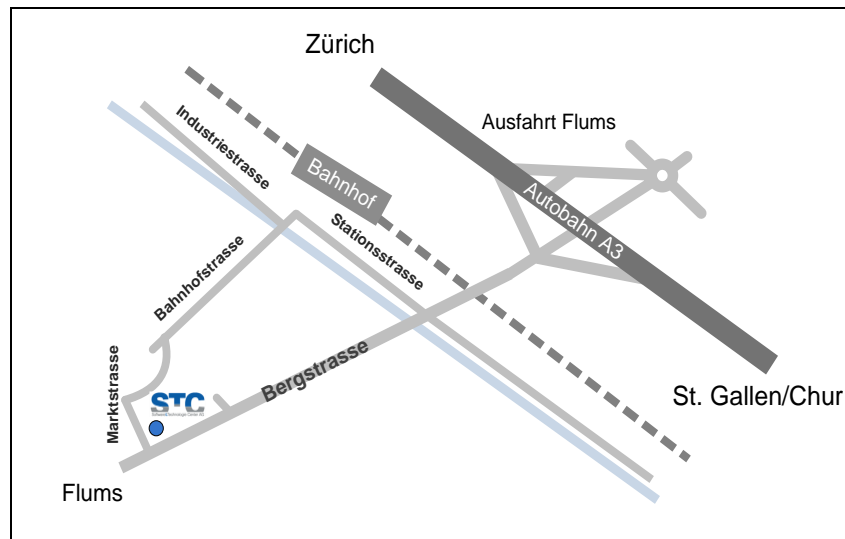 Zürich
Ausfahrt Flums
Industriestrasse
Bahnhof
Autobahn A3
Stationsstrasse
Bahnhofstrasse
Bergstrasse
Marktstrasse
STC
St. Gallen/Chur
Flums